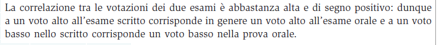 La correlazione tra le votazioni dei due esami è abbastanza alta e di segno positivo: dunque
a un voto alto all'esame scritto corrisponde in genere un voto alto all'esame orale e a un voto
basso nello scritto corrisponde un voto basso nella prova orale.